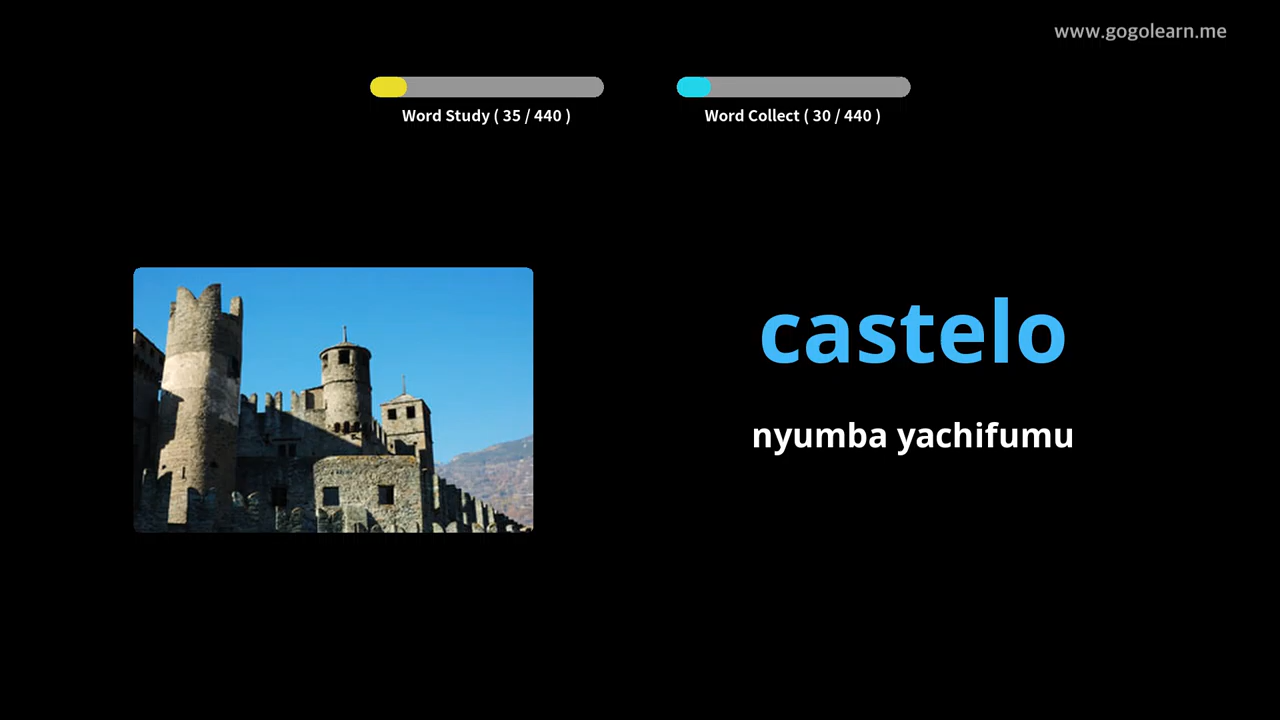 www.gogolearn.me
Word Study ( 35 / 440 )
Word Collect ( 30 / 440 )
castelo
nyumba yachifumu